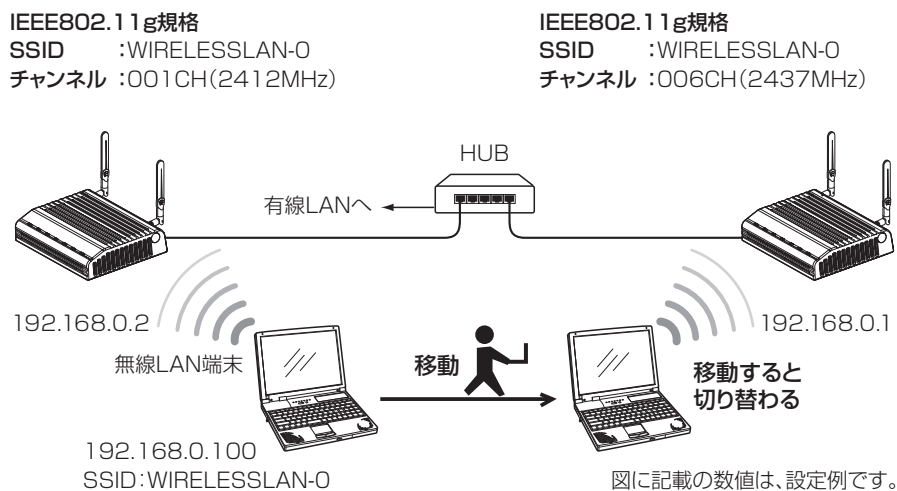 IEEE802.11g規格
SSID :WIRELESSLAN-0
チャンネル :001CH(2412MHz)
IEEE802.11g規格
SSID :WIRELESSLAN-0
チャンネル :006CH(2437MHz)
HUB
有線LANへ
192.168.0.2
192.168.0.1
無線LAN端末
移動
移動すると
切り替わる
192.168.0.100
SSID:WIRELESSLAN-0
図に記載の数値は、設定例です。